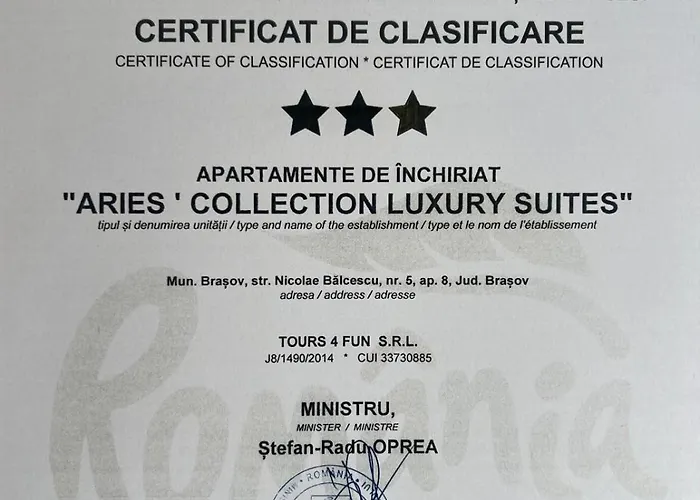 CERTIFICAT DE CLASIFICARE
CERTIFICATE OF CLASSIFICATION * CERTIFICAT DE CLASSIFICATION
APARTAMENTE DE ÎNCHIRIAT
"ARIES ' COLLECTION LUXURY SUITES"
tipul și denumirea unității / type and name of the establishment / type et le nom de l'établissement
Mun. Brașov, str. Nicolae Bălcescu, nr. 5, ap. 8, Jud. Brașov
adresa / address / adresse
TOURS 4 FUN S.R.L.
J8/1490/2014 * CUI 33730885
România
MINISTRU,
MINISTER / MINISTRE
Ștefan-Radu OPREA
ROMÂNIA